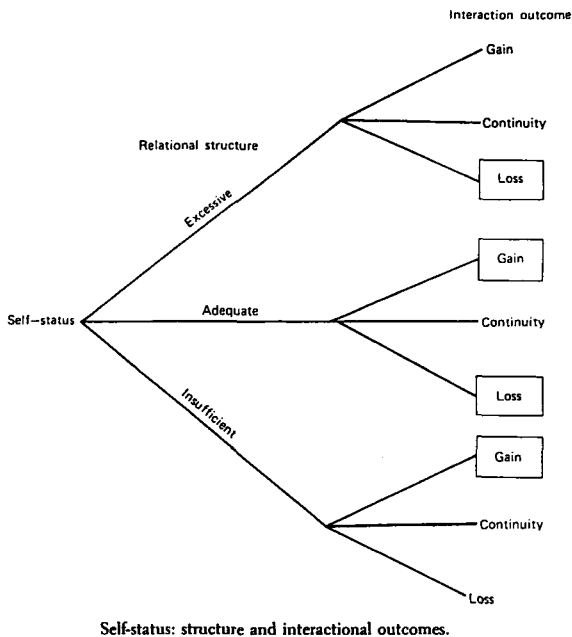 Interaction outcome
Gain
Relational structure
Continuity
Excessive
Loss
Gain
Self-status
Adequate
Continuity
Loss
Insufficient
Gain
Continuity
Loss
Self-status: structure and interactional outcomes.